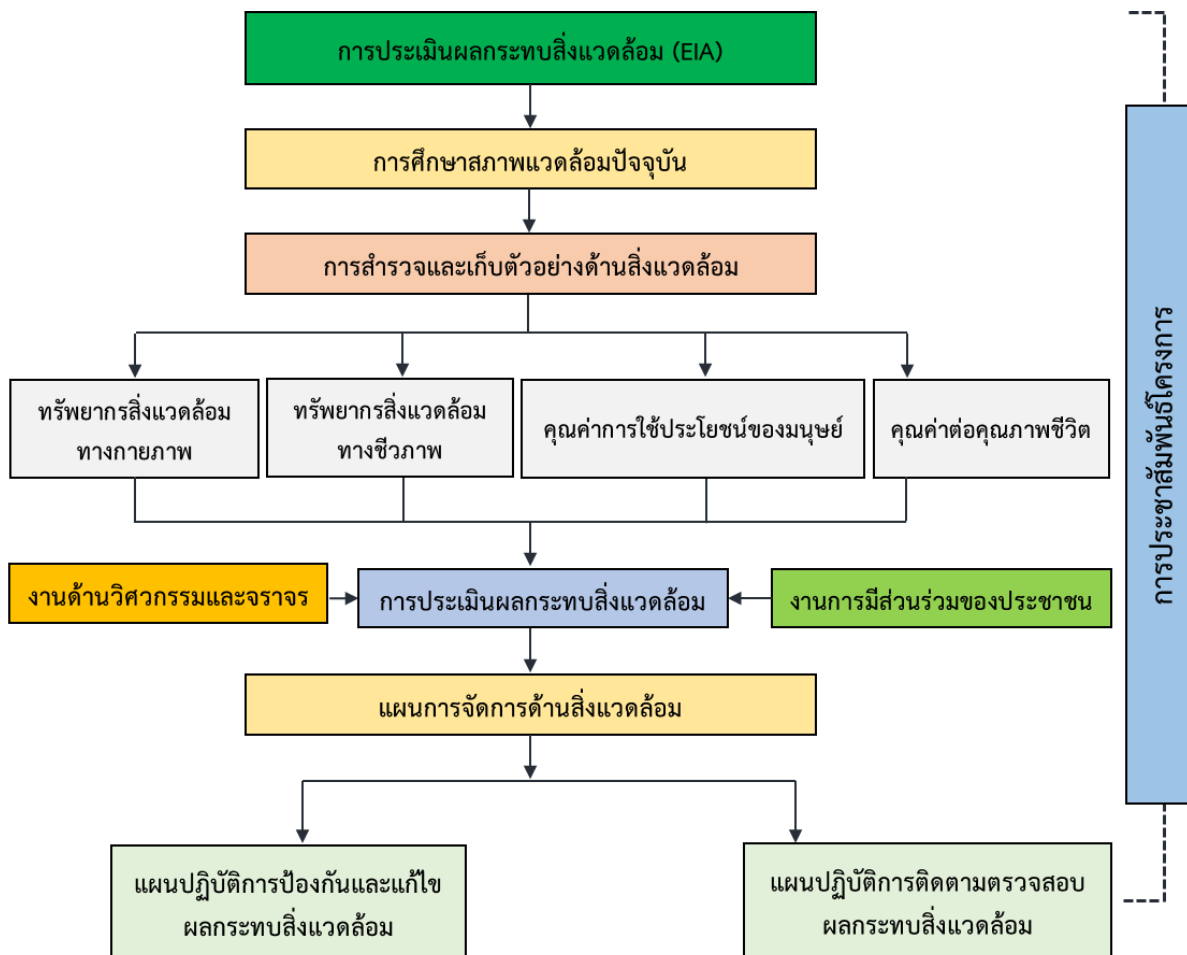 การประเมินผลกระทบสิ่งแวดล้อม (EIA)
การศึกษาสภาพแวดล้อมปัจจุบัน
การสำรวจและเก็บตัวอย่างด้านสิ่งแวดล้อม
ทรัพยากรสิ่งแวดล้อม
ทางกายภาพ
ทรัพยากรสิ่งแวดล้อม
ทางชีวภาพ
คุณค่าการใช้ประโยชน์ของมนุษย์
คุณค่าต่อคุณภาพชีวิต
งานด้านวิศวกรรมและจราจร
การประเมินผลกระทบสิ่งแวดล้อม
งานการมีส่วนร่วมของประชาชน
แผนการจัดการด้านสิ่งแวดล้อม
แผนปฏิบัติการป้องกันและแก้ไข
ผลกระทบสิ่งแวดล้อม
แผนปฏิบัติการติดตามตรวจสอบ
ผลกระทบสิ่งแวดล้อม
การประชาสัมพันธ์โครงการ